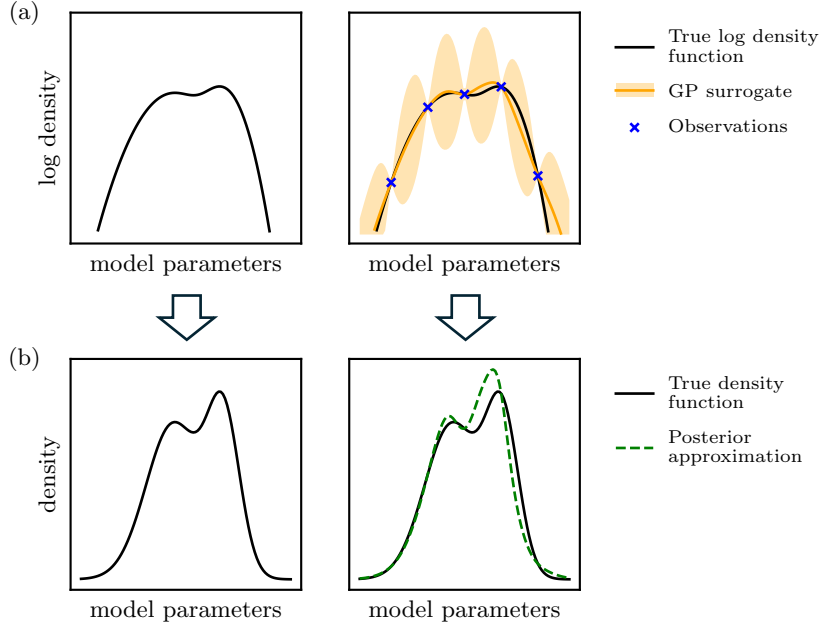 (a)
log density
model parameters
model parameters
True log density
function
GP surrogate
Observations
(b)
density
model parameters
model parameters
True density
function
Posterior
approximation